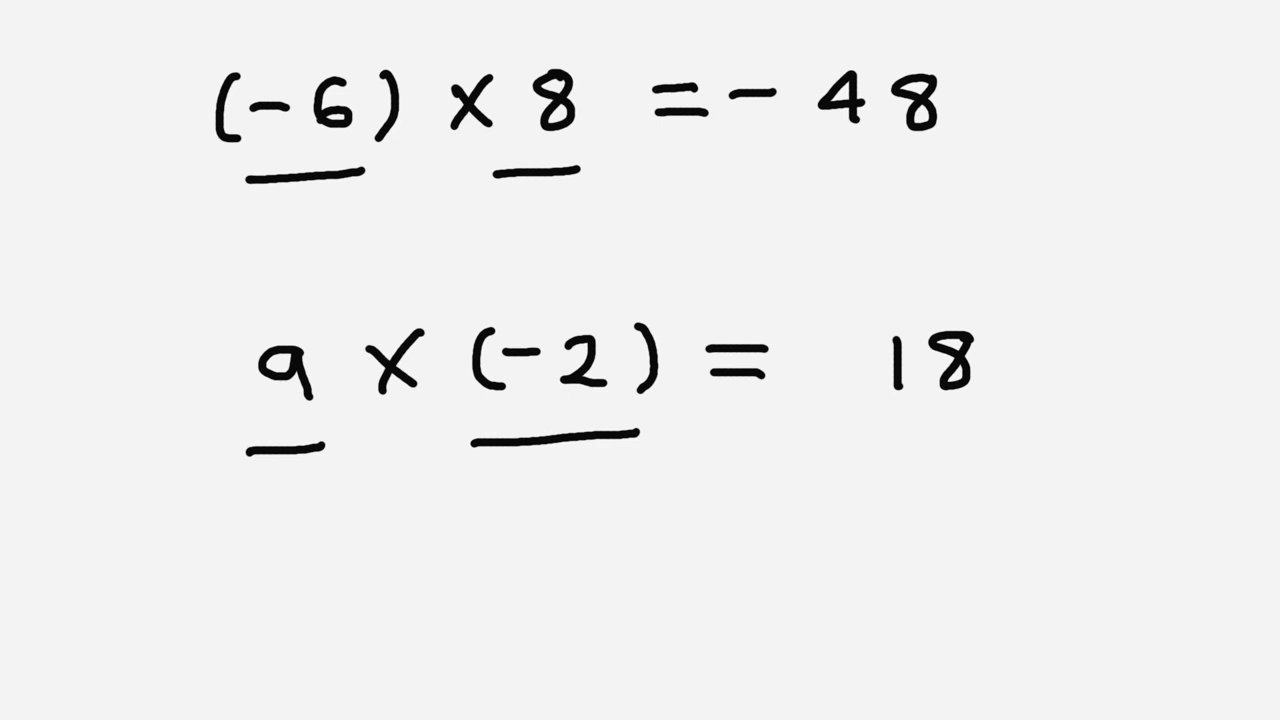 (-6) × 8 = - 48
9 × (-2) = 18